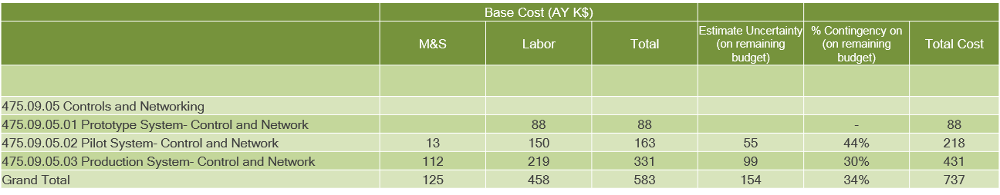 Base Cost (AY K$)
M&S Labor Total Estimate Uncertainty (on remaining budget) % Contingency on (on remaining budget) Total Cost
475.09.05 Controls and Networking
475.09.05.01 Prototype System- Control and Network 88 88 - 88
475.09.05.02 Pilot System- Control and Network 13 150 163 55 44% 218
475.09.05.03 Production System- Control and Network 112 219 331 99 30% 431
Grand Total 125 458 583 154 34% 737